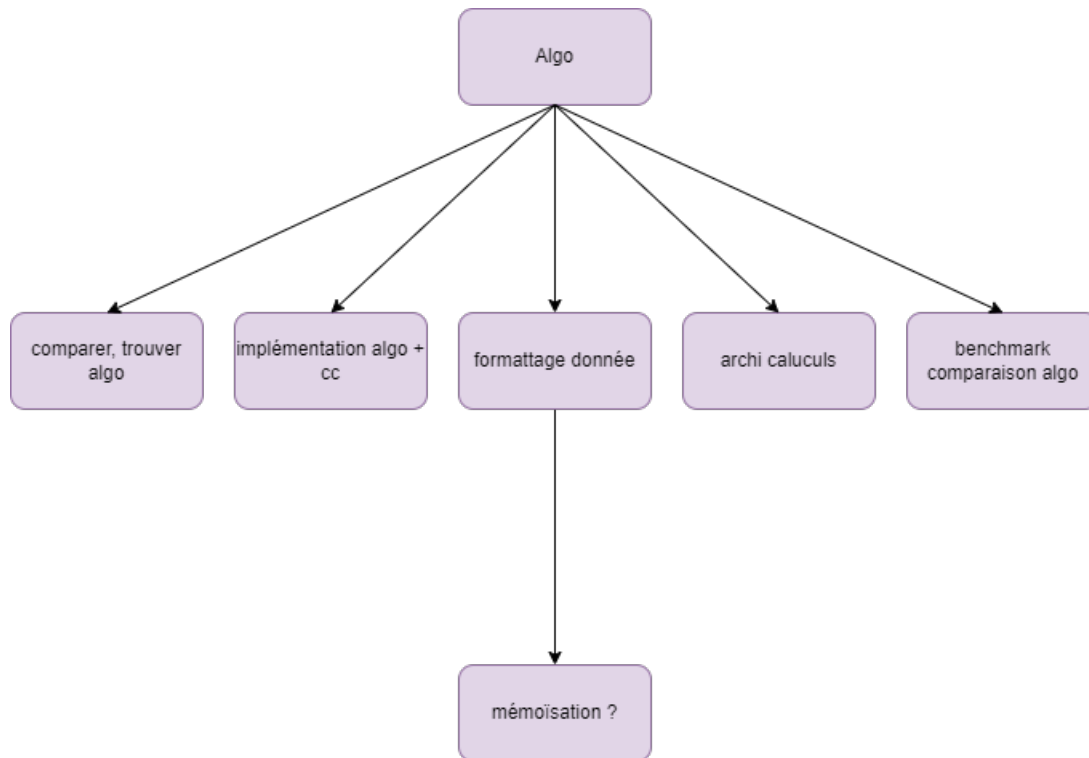 Algo
comparer, trouver
algo
implémentation algo +
cc
formattage donnée
archi caluculs
benchmark
comparaison algo
mémoïsation ?